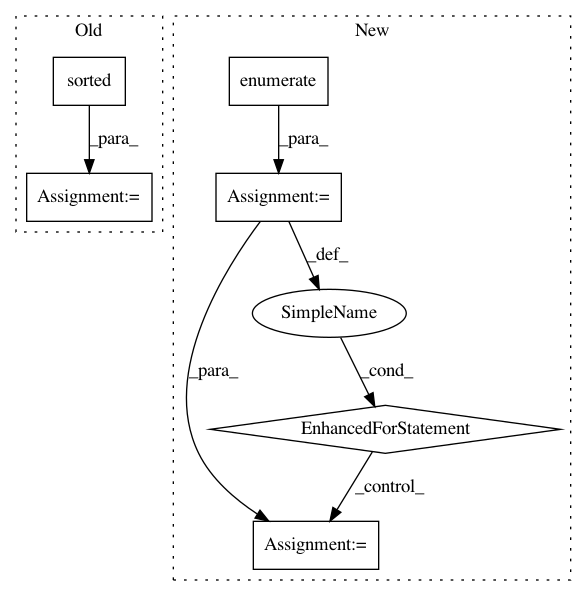 Old
New
sorted
enumerate
_para_
_para_
Assignment:=
Assignment:=
_def_
SimpleName
_para_
_cond_
EnhancedForStatement
_control_
Assignment:=